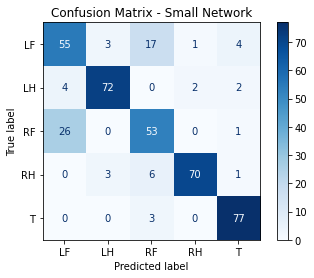 Confusion Matrix - Small Network
LF 55 3 17 1 4
LH 4 72 0 2 2
RF 26 0 53 0 1
RH 0 3 6 70 1
T 0 0 3 0 77
LF LH RF RH T
Predicted label
True label
70
60
50
40
30
20
10
0